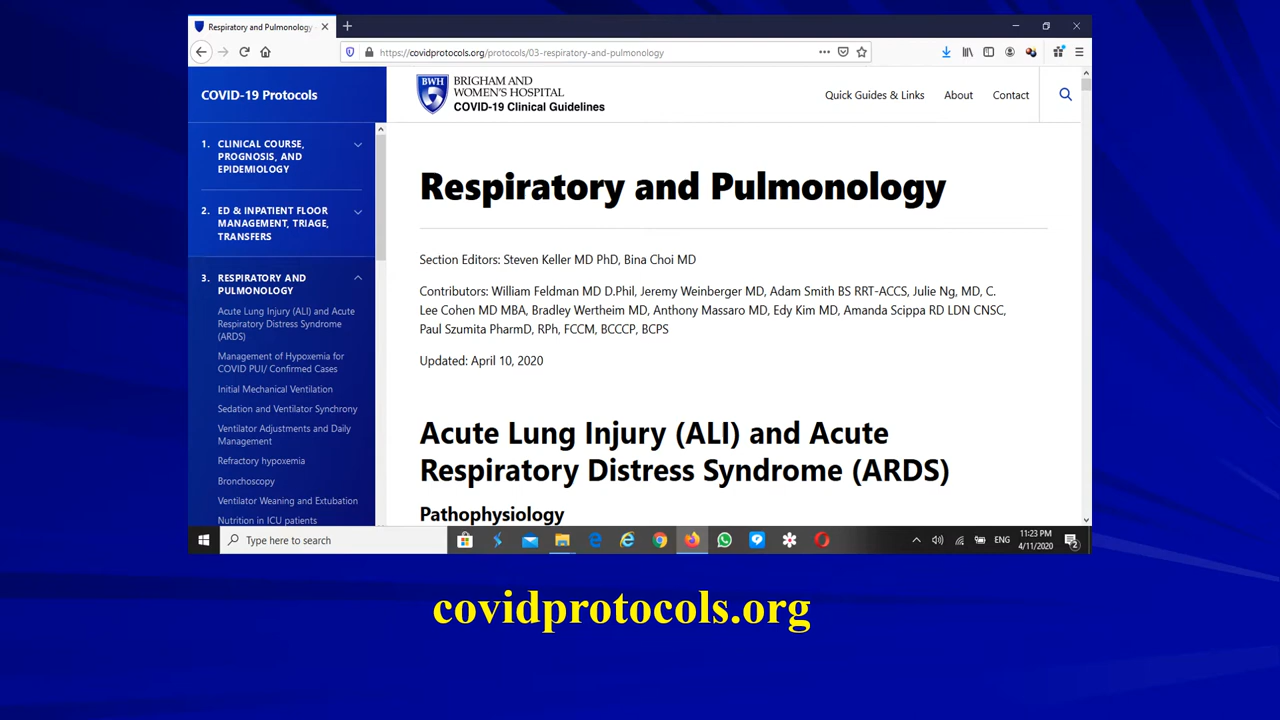 Respiratory and Pulmonology
https://covidprotocols.org/protocols/03-respiratory-and-pulmonology
COVID-19 Protocols
BWH
BRIGHAM AND
WOMEN'S HOSPITAL
COVID-19 Clinical Guidelines
Quick Guides & Links
About
Contact
1. CLINICAL COURSE,
PROGNOSIS, AND
EPIDEMIOLOGY
2. ED & INPATIENT FLOOR
MANAGEMENT, TRIAGE,
TRANSFERS
3. RESPIRATORY AND
PULMONOLOGY
Acute Lung Injury (ALI) and Acute
Respiratory Distress Syndrome
(ARDS)
Management of Hypoxemia for
COVID PUI/ Confirmed Cases
Initial Mechanical Ventilation
Sedation and Ventilator Synchrony
Ventilator Adjustments and Daily
Management
Refractory hypoxemia
Bronchoscopy
Ventilator Weaning and Extubation
Nutrition in ICU patients
Respiratory and Pulmonology
Section Editors: Steven Keller MD PhD, Bina Choi MD
Contributors: William Feldman MD D.Phil, Jeremy Weinberger MD, Adam Smith BS RRT-ACCS, Julie Ng, MD, C.
Lee Cohen MD MBA, Bradley Wertheim MD, Anthony Massaro MD, Edy Kim MD, Amanda Scippa RD LDN CNSC,
Paul Szumita PharmD, RPh, FCCM, BCCCP, BCPS
Updated: April 10, 2020
Acute Lung Injury (ALI) and Acute
Respiratory Distress Syndrome (ARDS)
Pathophysiology
Type here to search
ENG
11:23 PM
4/11/2020
2
covidprotocols.org